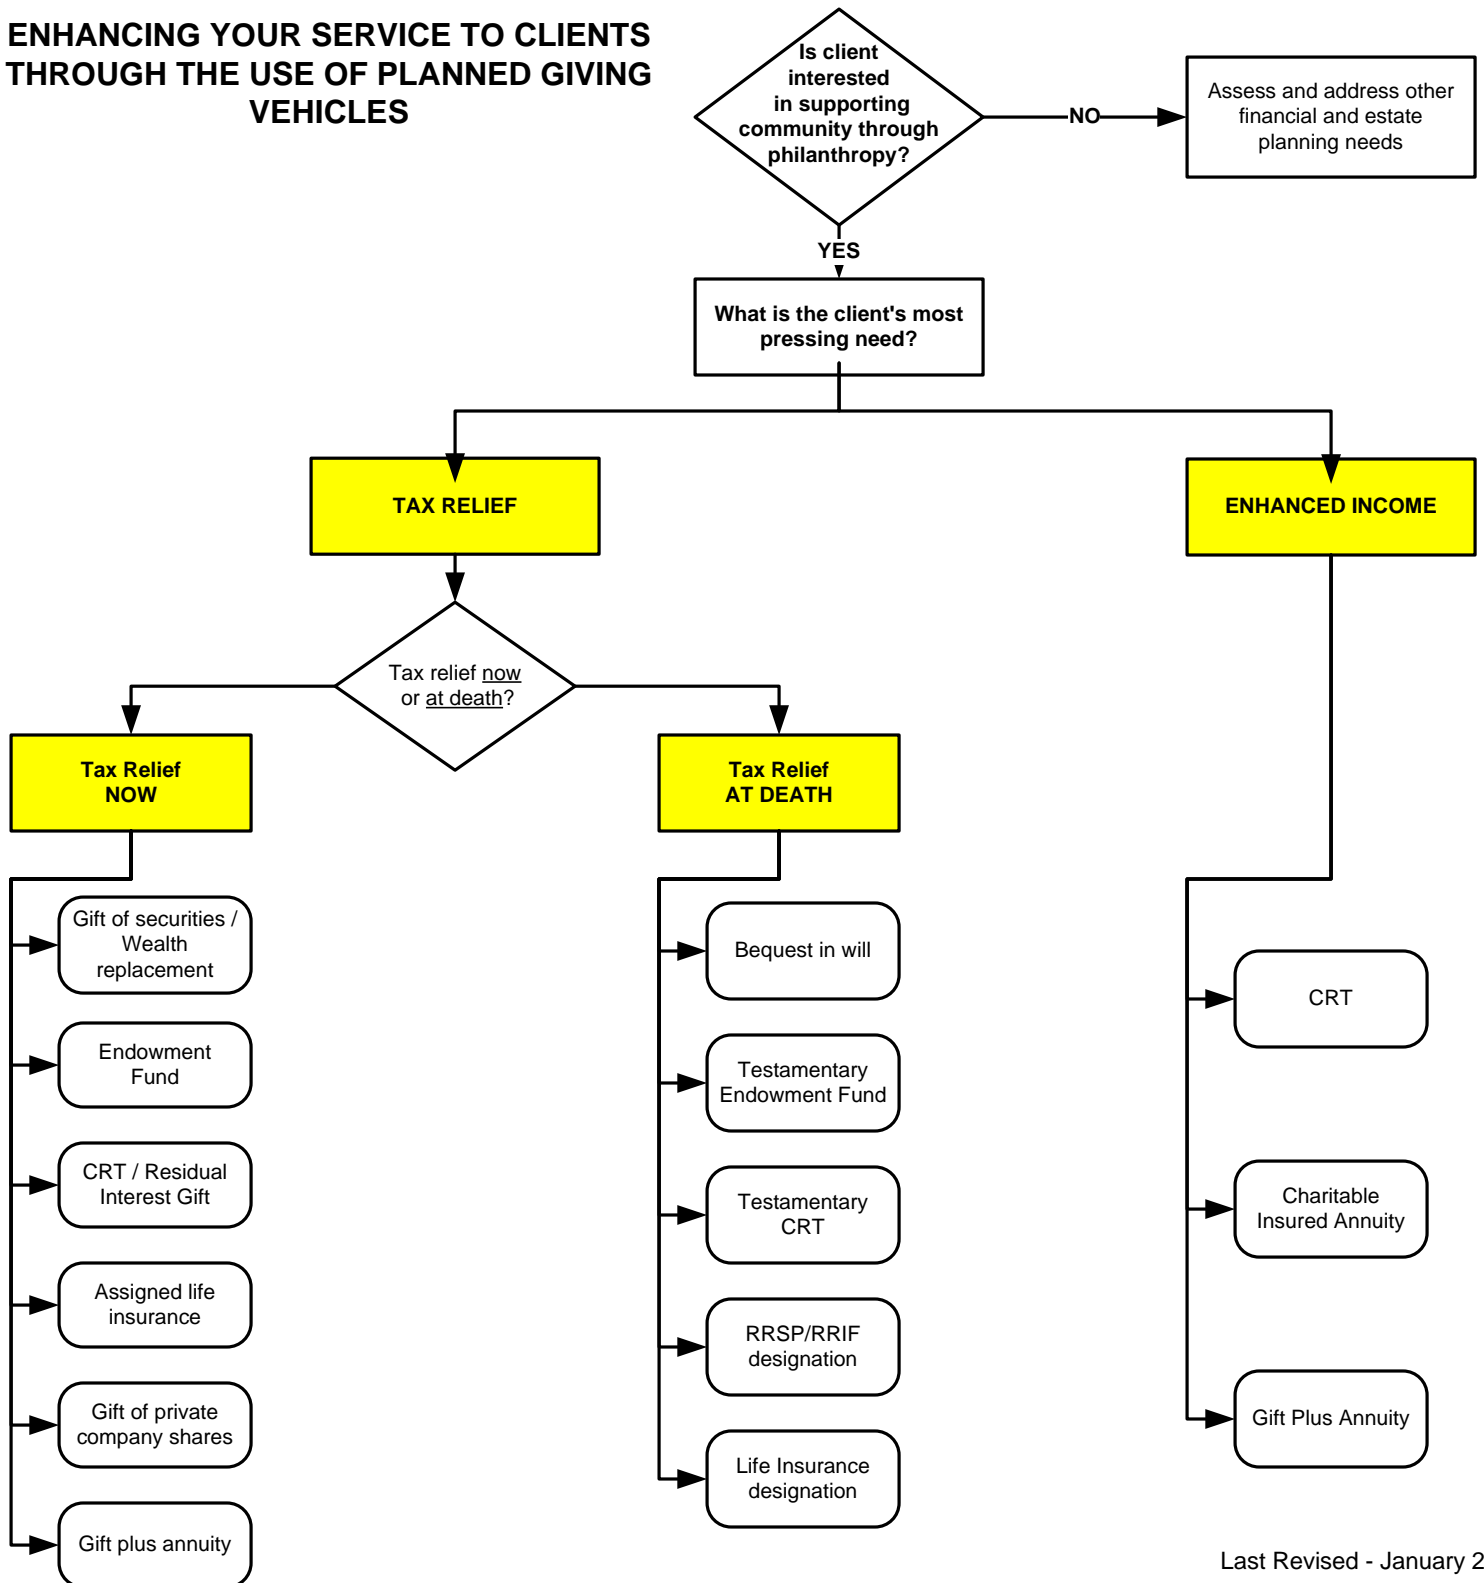 ENHANCING YOUR SERVICE TO CLIENTS
THROUGH THE USE OF PLANNED GIVING
VEHICLES
Is client
interested
in supporting
community through
philanthropy?
NO
Assess and address other
financial and estate
planning needs
YES
What is the client's most
pressing need?
TAX RELIEF
ENHANCED INCOME
Tax relief now
or at death?
Tax Relief
NOW
Tax Relief
AT DEATH
Gift of securities /
Wealth
replacement
Endowment
Fund
CRT / Residual
Interest Gift
Assigned life
insurance
Gift of private
company shares
Gift plus annuity
Bequest in will
Testamentary
Endowment Fund
Testamentary
CRT
RRSP/RRIF
designation
Life Insurance
designation
CRT
Charitable
Insured Annuity
Gift Plus Annuity
Last Revised - January 2